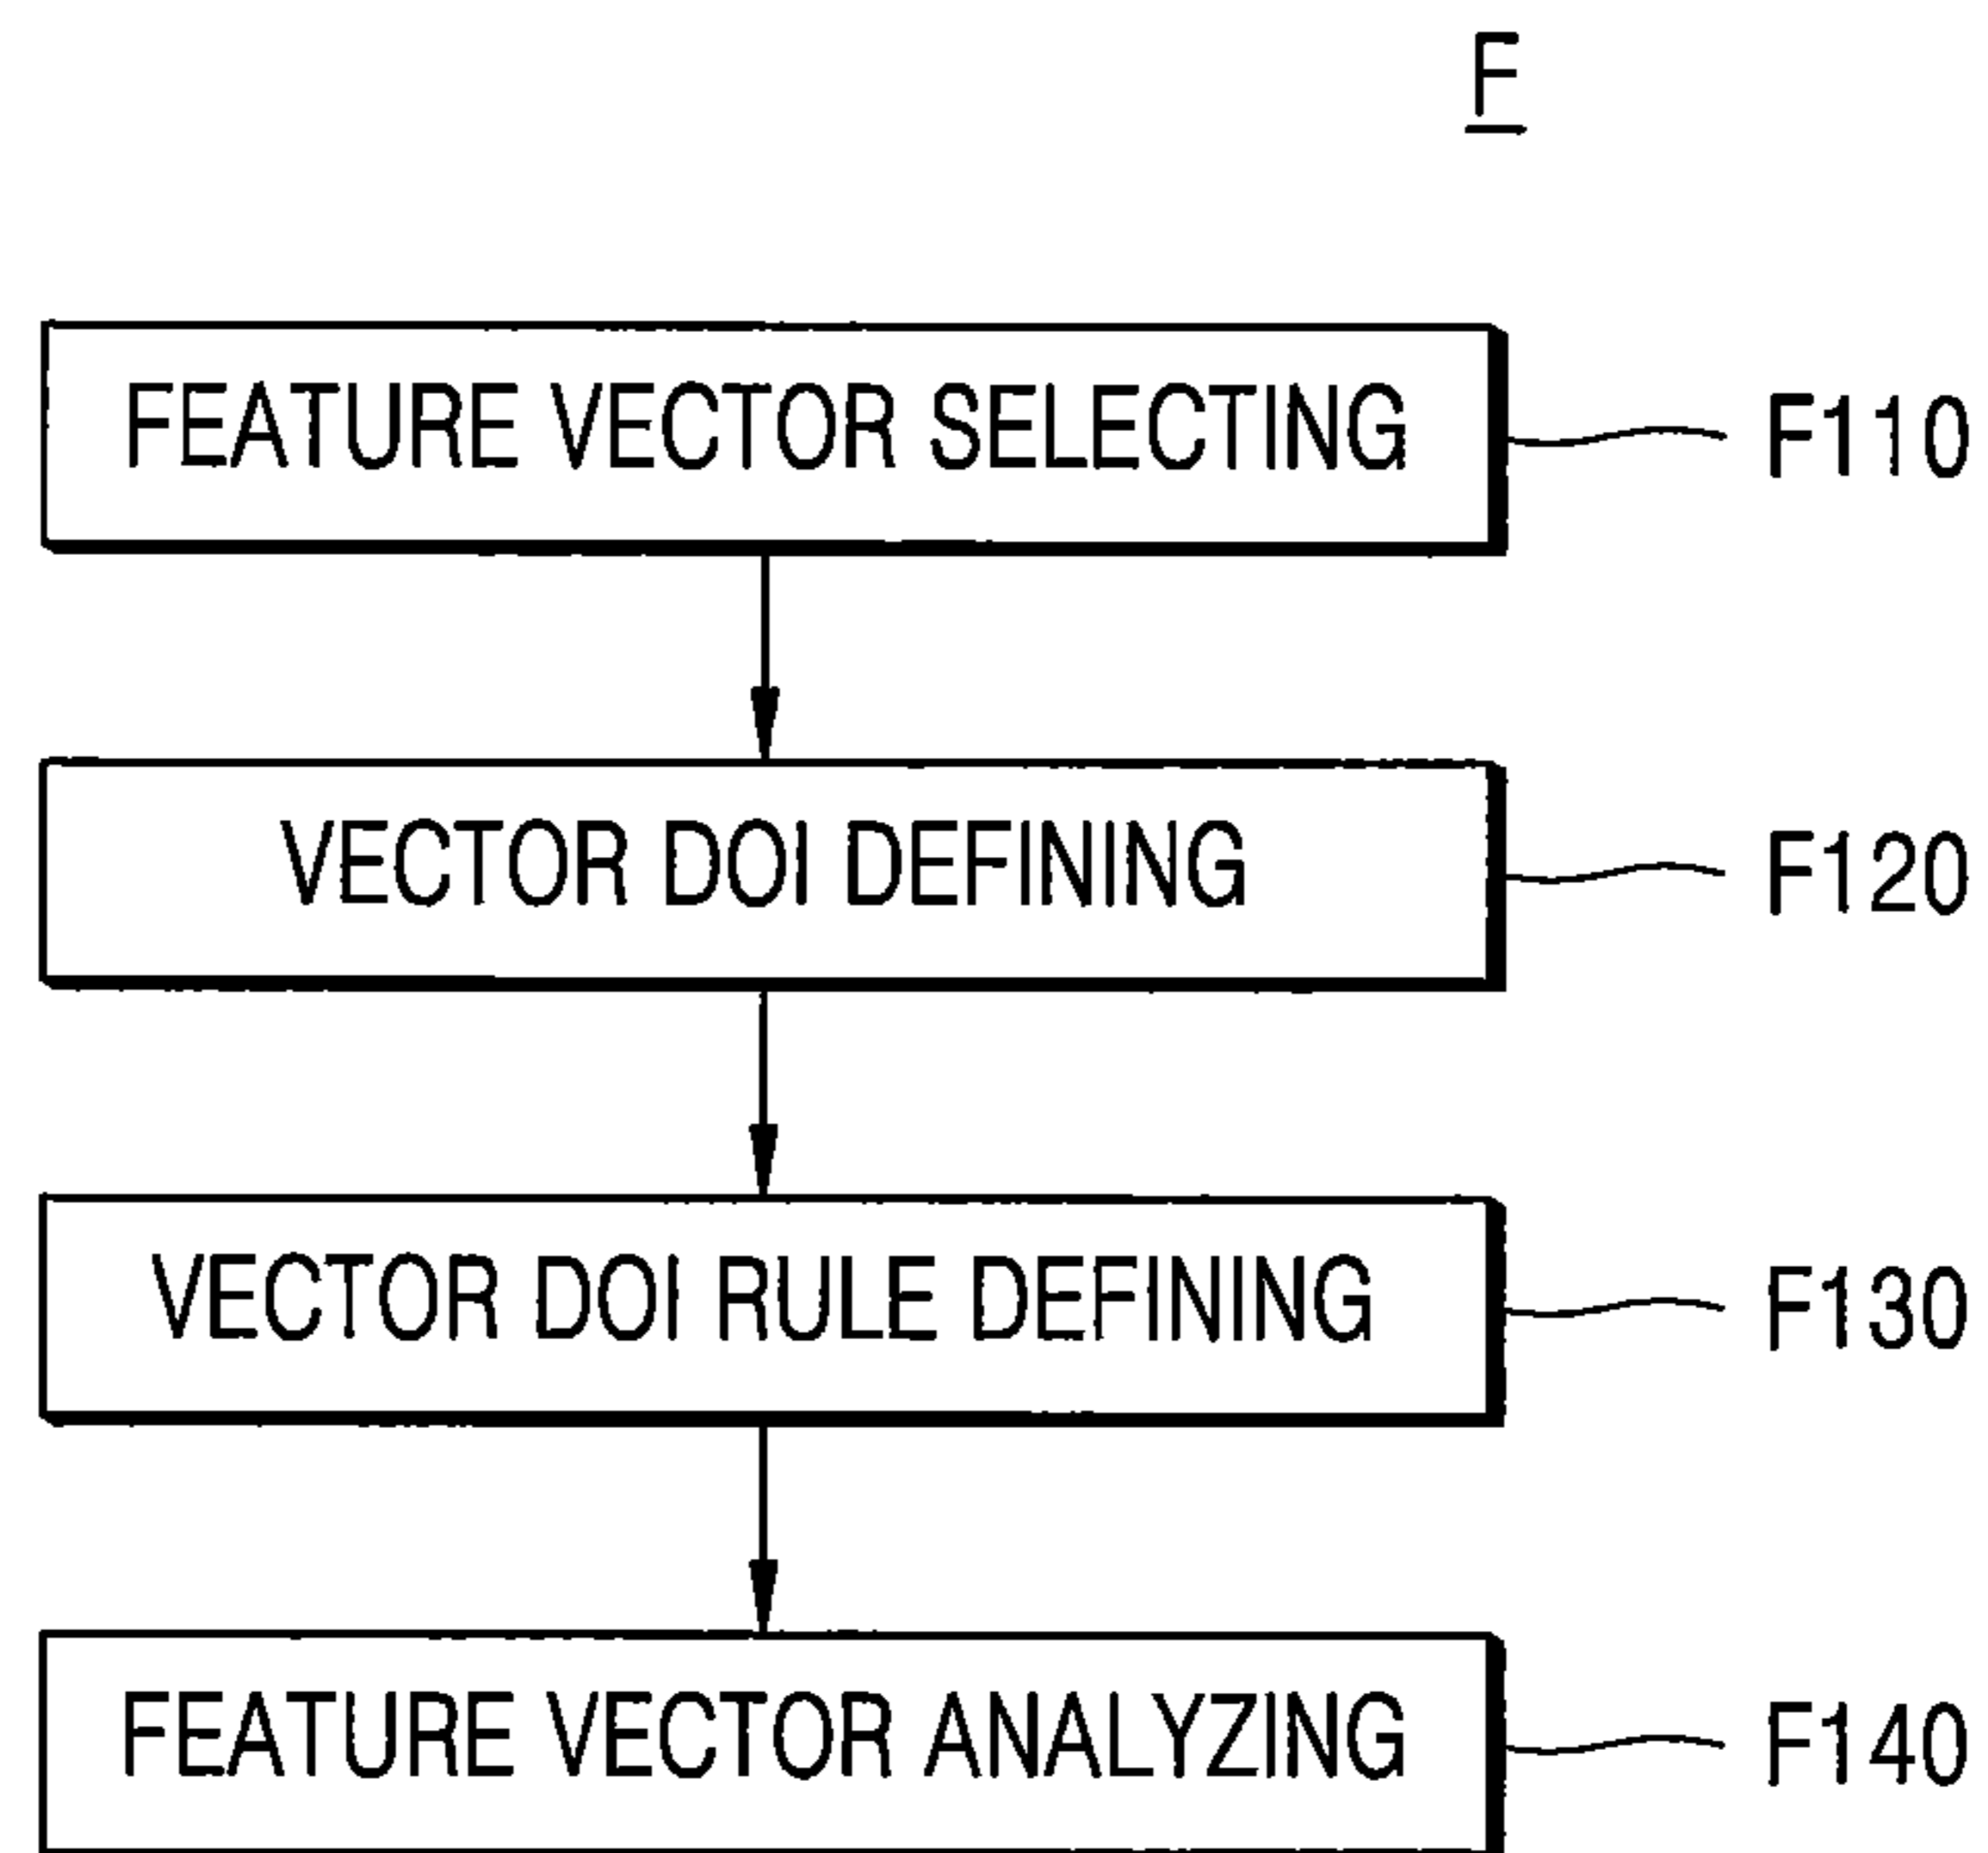 F
FEATURE VECTOR SELECTING
F110
VECTOR DOI DEFINING
F120
VECTOR DOI RULE DEFINING
F130
FEATURE VECTOR ANALYZING
F140